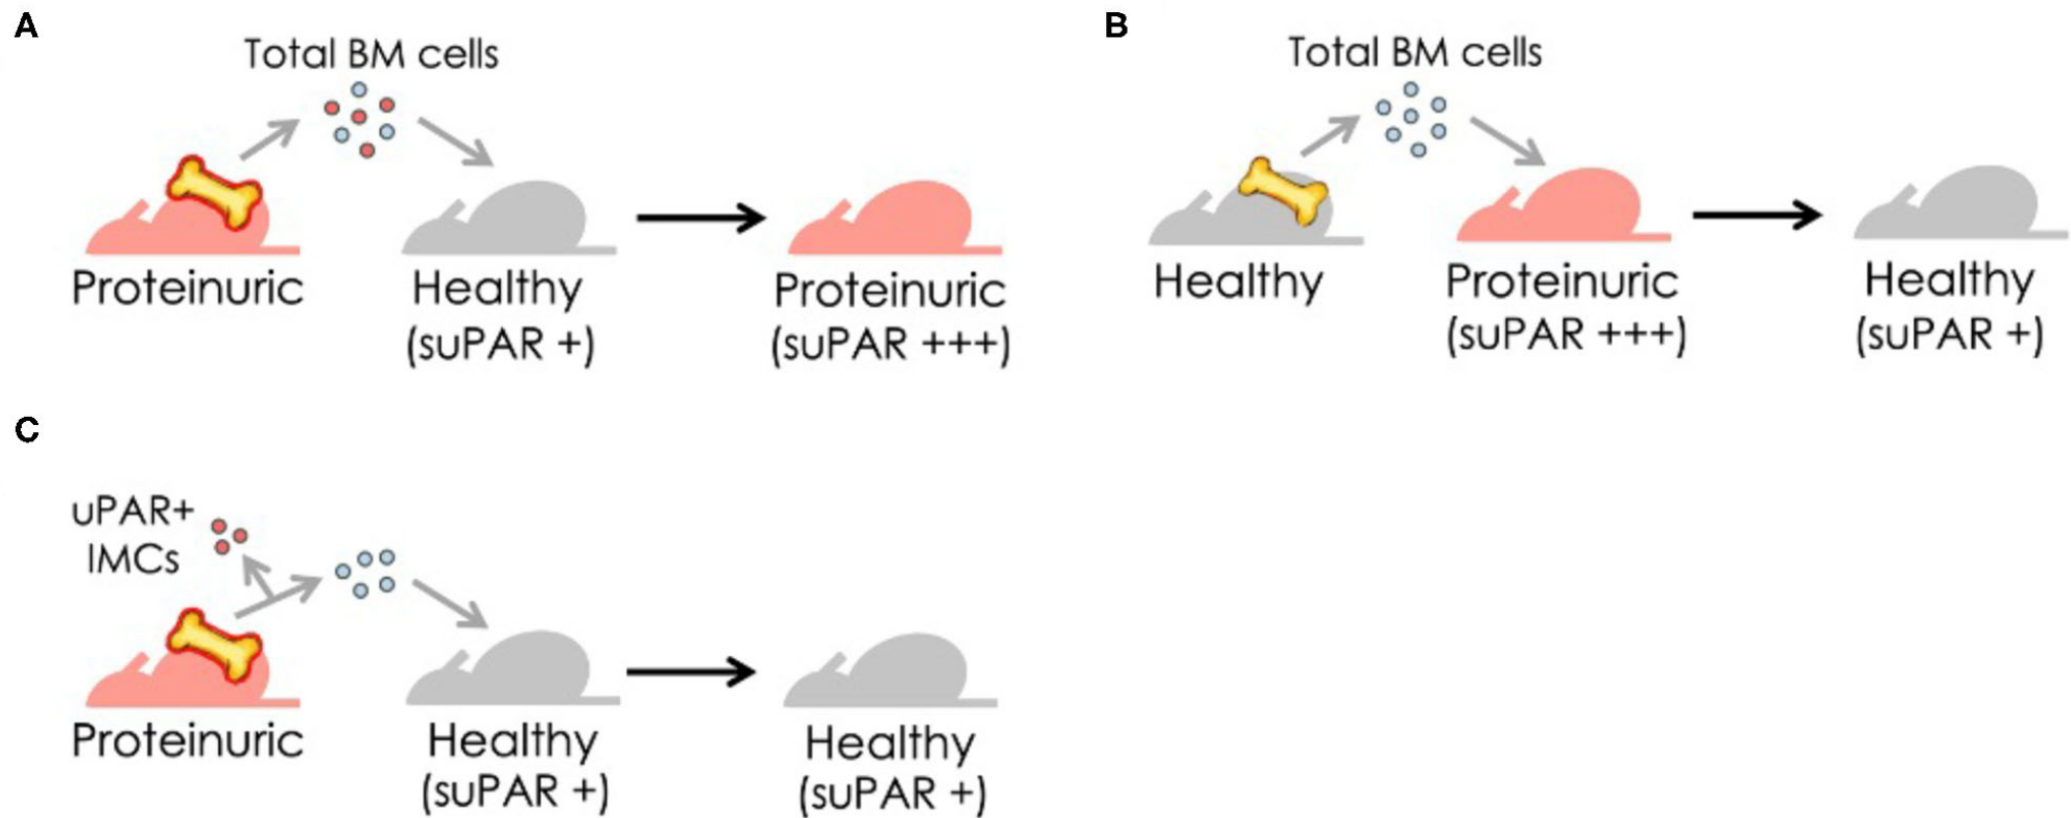 A
Total BM cells
Proteinuric
Healthy
(suPAR +)
Proteinuric
(suPAR +++)
B
Total BM cells
Healthy
Proteinuric
(suPAR +++)
Healthy
(suPAR +)
C
uPAR+
IMCs
Proteinuric
Healthy
(suPAR +)
Healthy
(suPAR +)